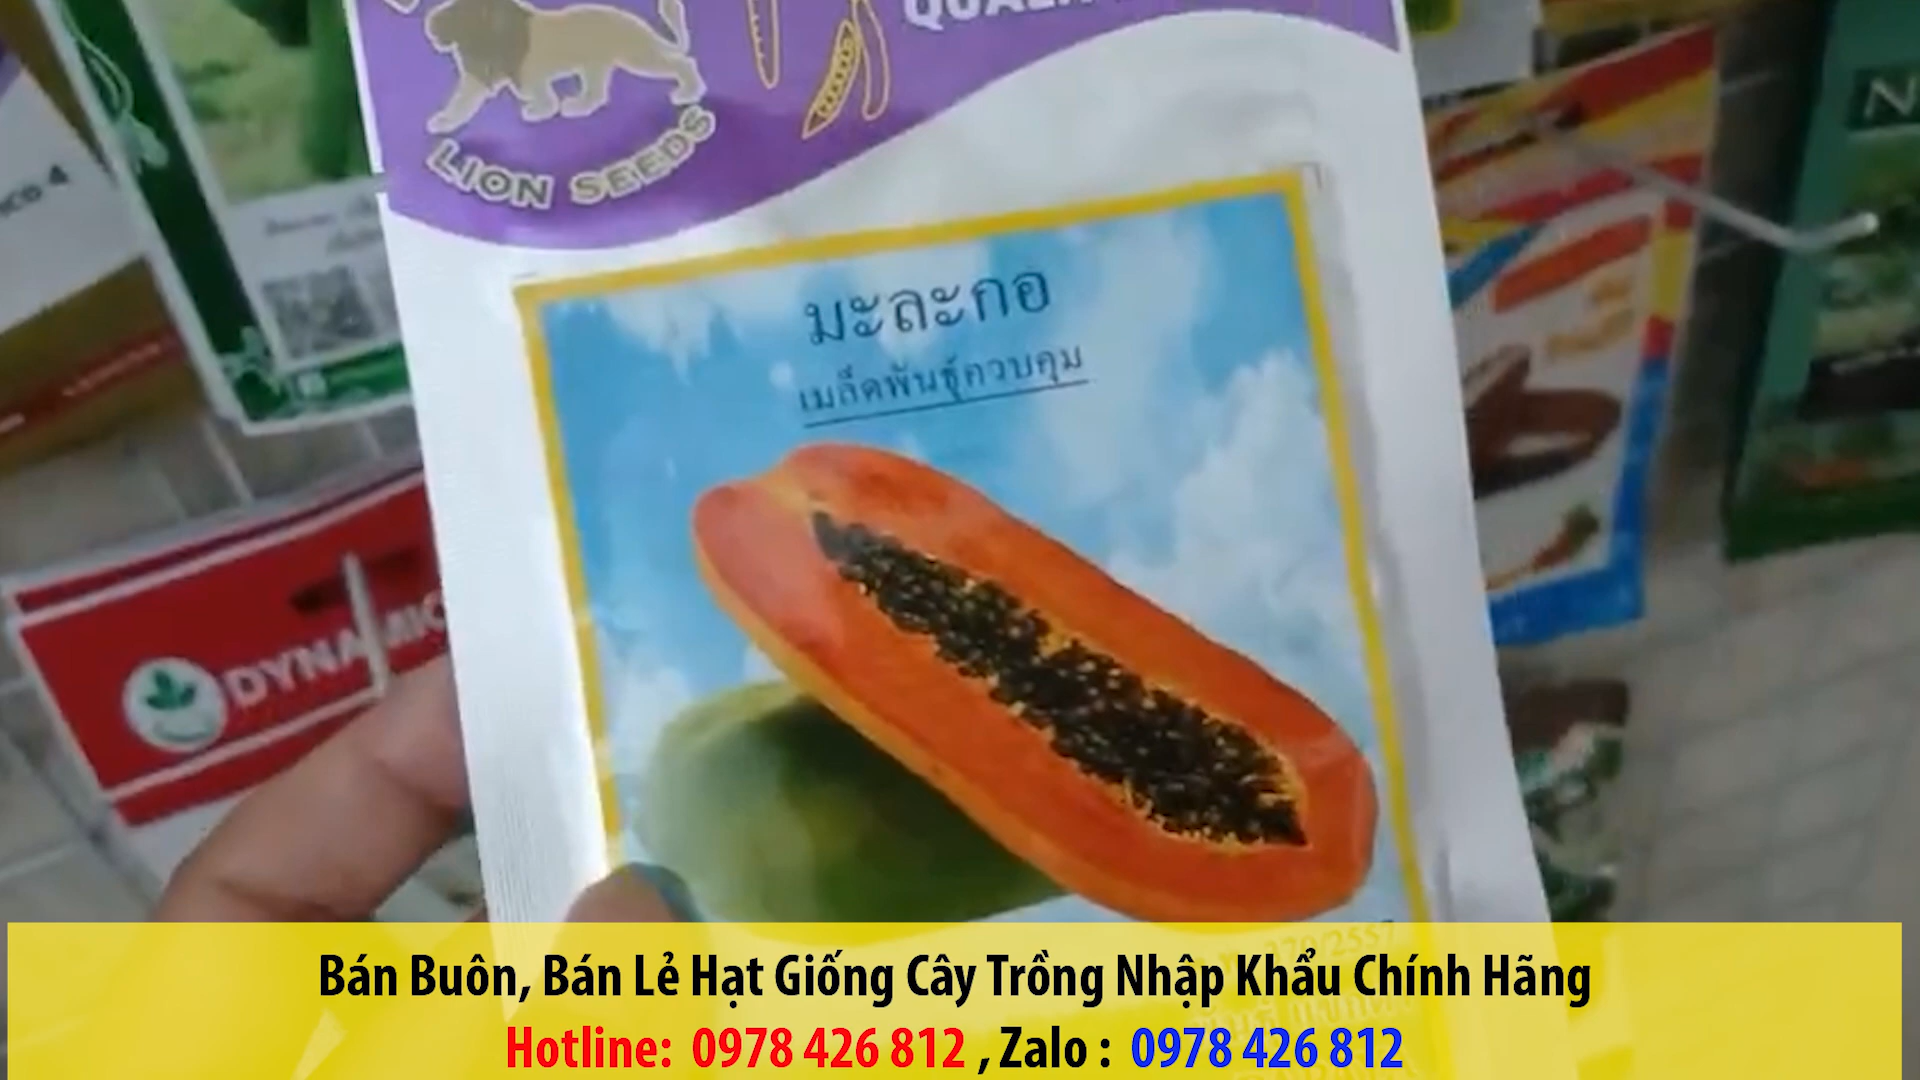 LION SEEDS
มะละกอ
เมล็ดพันธุ์ควบคุม
DYNAMIC
Bán Buôn, Bán Lẻ Hạt Giống Cây Trồng Nhập Khẩu Chính Hãng
Hotline: 0978 426 812 , Zalo : 0978 426 812